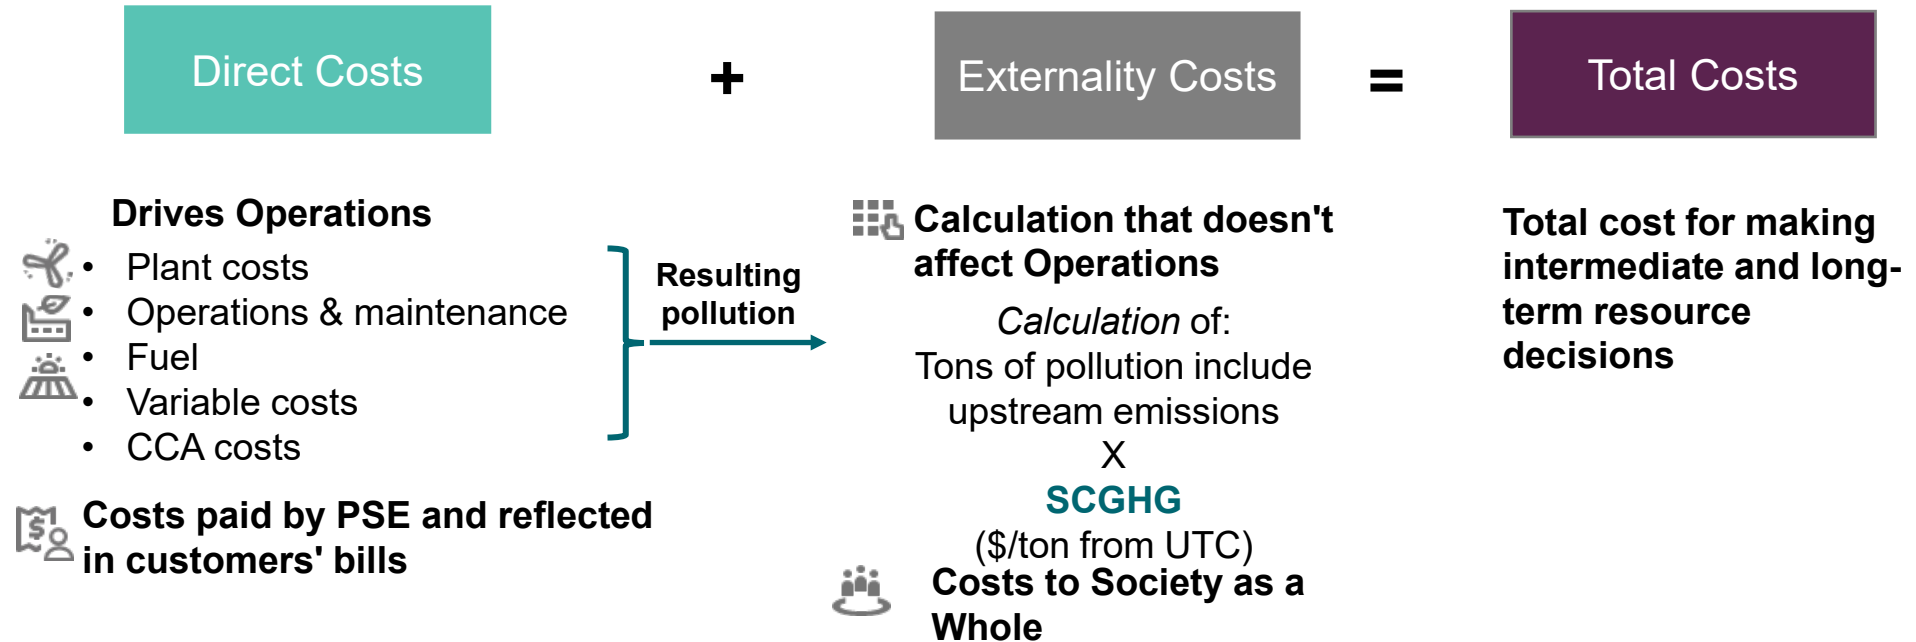 Direct Costs
+
Externality Costs
=
Total Costs
Drives Operations
• Plant costs
• Operations & maintenance
• Fuel
• Variable costs
• CCA costs
Costs paid by PSE and reflected
in customers' bills
Resulting
pollution
Calculation that doesn't
affect Operations
Calculation of:
Tons of pollution include
upstream emissions
X
SCGHG
($/ton from UTC)
Costs to Society as a
Whole
Total cost for making
intermediate and long-
term resource
decisions